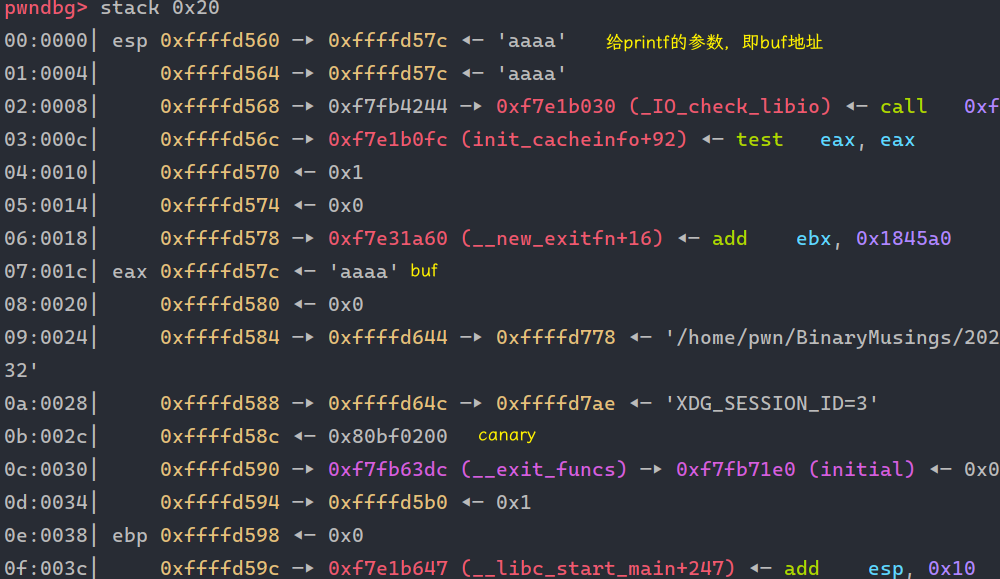 pwndbg> stack 0x20
00:0000│ esp 0xffffd560 —▸ 0xffffd57c ◂— 'aaaa' 给printf的参数，即buf地址
01:0004│     0xffffd564 —▸ 0xffffd57c ◂— 'aaaa'
02:0008│     0xffffd568 —▸ 0xf7fb4244 —▸ 0xf7e1b030 (_IO_check_libio) ◂— call   0xf
03:000c│     0xffffd56c —▸ 0xf7e1b0fc (init_cacheinfo+92) ◂— test   eax, eax
04:0010│     0xffffd570 ◂— 0x1
05:0014│     0xffffd574 ◂— 0x0
06:0018│     0xffffd578 —▸ 0xf7e31a60 (__new_exitfn+16) ◂— add    ebx, 0x1845a0
07:001c│ eax 0xffffd57c ◂— 'aaaa' buf
08:0020│     0xffffd580 ◂— 0x0
09:0024│     0xffffd584 —▸ 0xffffd644 —▸ 0xffffd778 ◂— '/home/pwn/BinaryMusings/202
32'
0a:0028│     0xffffd588 —▸ 0xffffd64c —▸ 0xffffd7ae ◂— 'XDG_SESSION_ID=3'
0b:002c│     0xffffd58c ◂— 0x80bf0200 canary
0c:0030│     0xffffd590 —▸ 0xf7fb63dc (__exit_funcs) —▸ 0xf7fb71e0 (initial) ◂— 0x0
0d:0034│     0xffffd594 —▸ 0xffffd5b0 ◂— 0x1
0e:0038│ ebp 0xffffd598 ◂— 0x0
0f:003c│     0xffffd59c —▸ 0xf7e1b647 (__libc_start_main+247) ◂— add    esp, 0x10